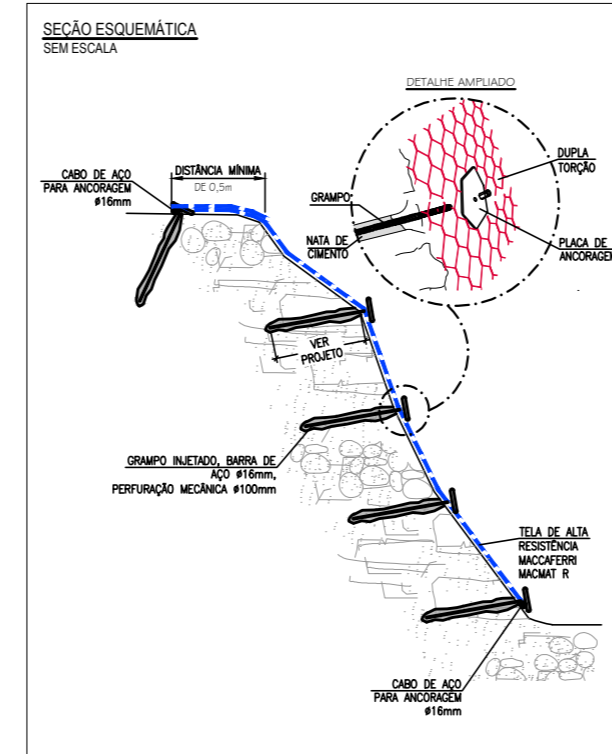 SEÇÃO ESQUEMÁTICA
SEM ESCALA
DETALHE AMPLIADO
CABO DE AÇO
PARA ANCORAGEM
ø16mm
DISTÂNCIA MÍNIMA
DE 0,5m
DUPLA
TORÇÃO
GRAMPO
NATA DE
CIMENTO
PLACA DE
ANCORAGEM
VER
PROJETO
GRAMPO INJETADO, BARRA DE
AÇO ø16mm,
PERFURAÇÃO MECÂNICA ø100mm
TELA DE ALTA
RESISTÊNCIA
MACCAFERRI
MACMAT R
CABO DE AÇO
PARA ANCORAGEM
ø16mm